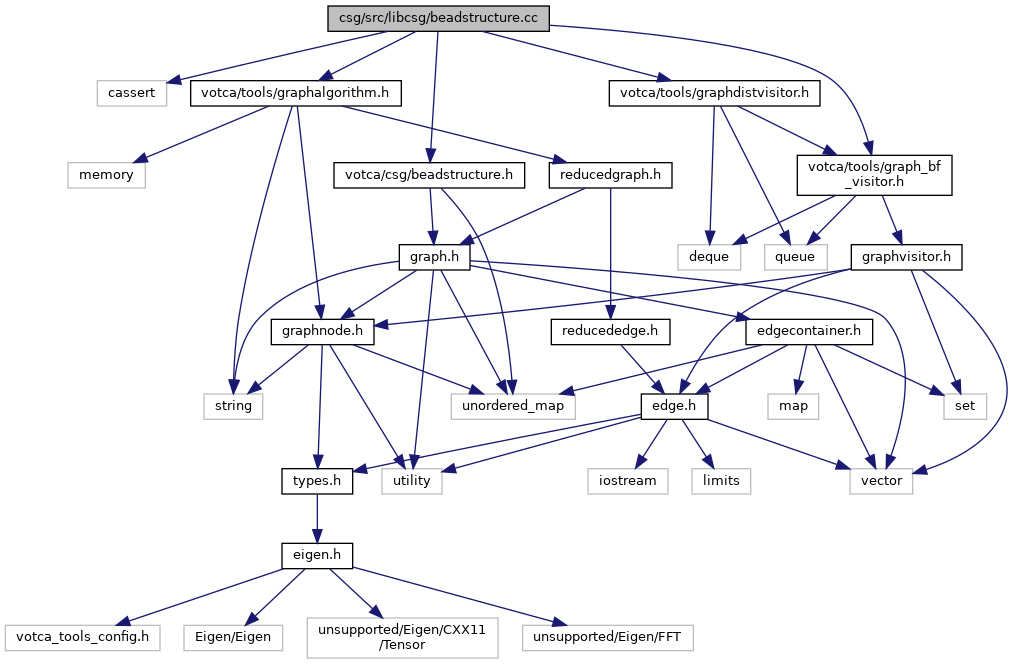 csg/src/libcsg/beadstructure.cc
cassert
votca/tools/graphalgorithm.h
votca/tools/graphdistvisitor.h
memory
votca/csg/beadstructure.h
reducedgraph.h
votca/tools/graph_bf
_visitor.h
graph.h
deque
queue
graphvisitor.h
graphnode.h
reducededge.h
edgecontainer.h
string
unordered_map
edge.h
map
set
types.h
utility
iostream
limits
vector
eigen.h
votca_tools_config.h
Eigen/Eigen
unsupported/Eigen/CXX11
/Tensor
unsupported/Eigen/FFT